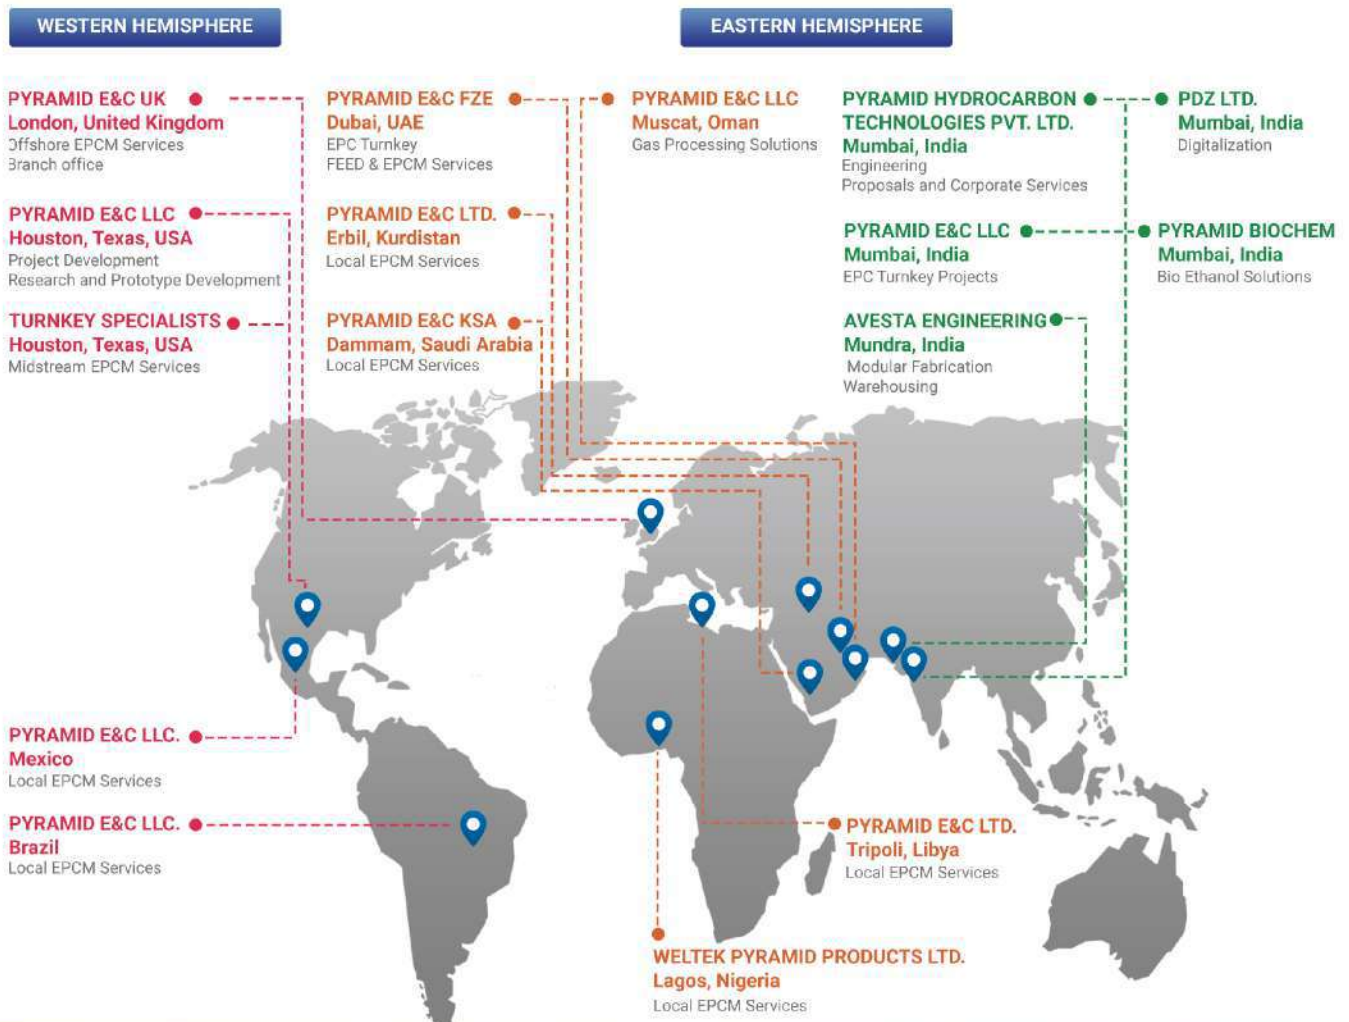 WESTERN HEMISPHERE
EASTERN HEMISPHERE
PYRAMID E&C UK
London, United Kingdom
Offshore EPCM Services
Branch office
PYRAMID E&C LLC
Houston, Texas, USA
Project Development
Research and Prototype Development
TURNKEY SPECIALISTS
Houston, Texas, USA
Midstream EPCM Services
PYRAMID E&C FZE
Dubai, UAE
EPC Turnkey
FEED & EPCM Services
PYRAMID E&C LTD.
Erbil, Kurdistan
Local EPCM Services
PYRAMID E&C KSA
Dammam, Saudi Arabia
Local EPCM Services
PYRAMID E&C LLC
Muscat, Oman
Gas Processing Solutions
PYRAMID HYDROCARBON
TECHNOLOGIES PVT. LTD.
Mumbai, India
Engineering
Proposals and Corporate Services
PDZ LTD.
Mumbai, India
Digitalization
PYRAMID E&C LLC
Mumbai, India
EPC Turnkey Projects
PYRAMID BIOCHEM
Mumbai, India
Bio Ethanol Solutions
AVESTA ENGINEERING
Mundra, India
Modular Fabrication
Warehousing
PYRAMID E&C LLC.
Mexico
Local EPCM Services
PYRAMID E&C LLC.
Brazil
Local EPCM Services
PYRAMID E&C LTD.
Tripoli, Libya
Local EPCM Services
WELTEK PYRAMID PRODUCTS LTD.
Lagos, Nigeria
Local EPCM Services